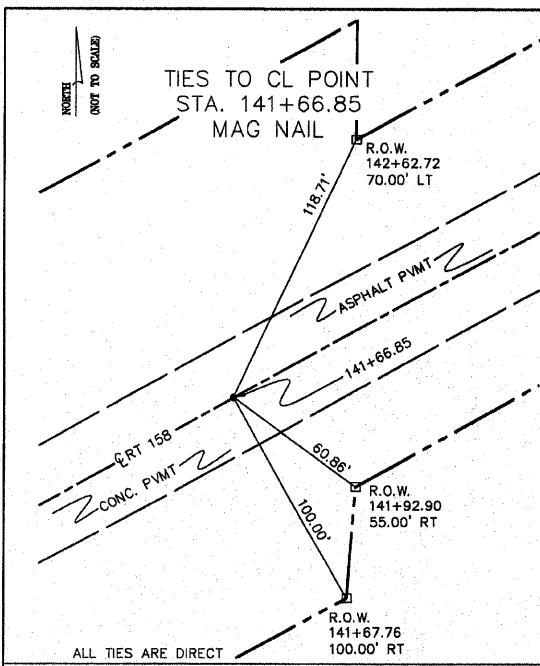 NORTH
(NOT TO SCALE)
TIES TO CL POINT
STA. 141+66.85
MAG NAIL
R.O.W.
142+62.72
70.00' LT
118.71'
ASPHALT PVMT
141+66.85
℄ RT 158
CONC. PVMT
60.86'
100.00'
R.O.W.
141+92.90
55.00' RT
R.O.W.
141+67.76
100.00' RT
ALL TIES ARE DIRECT